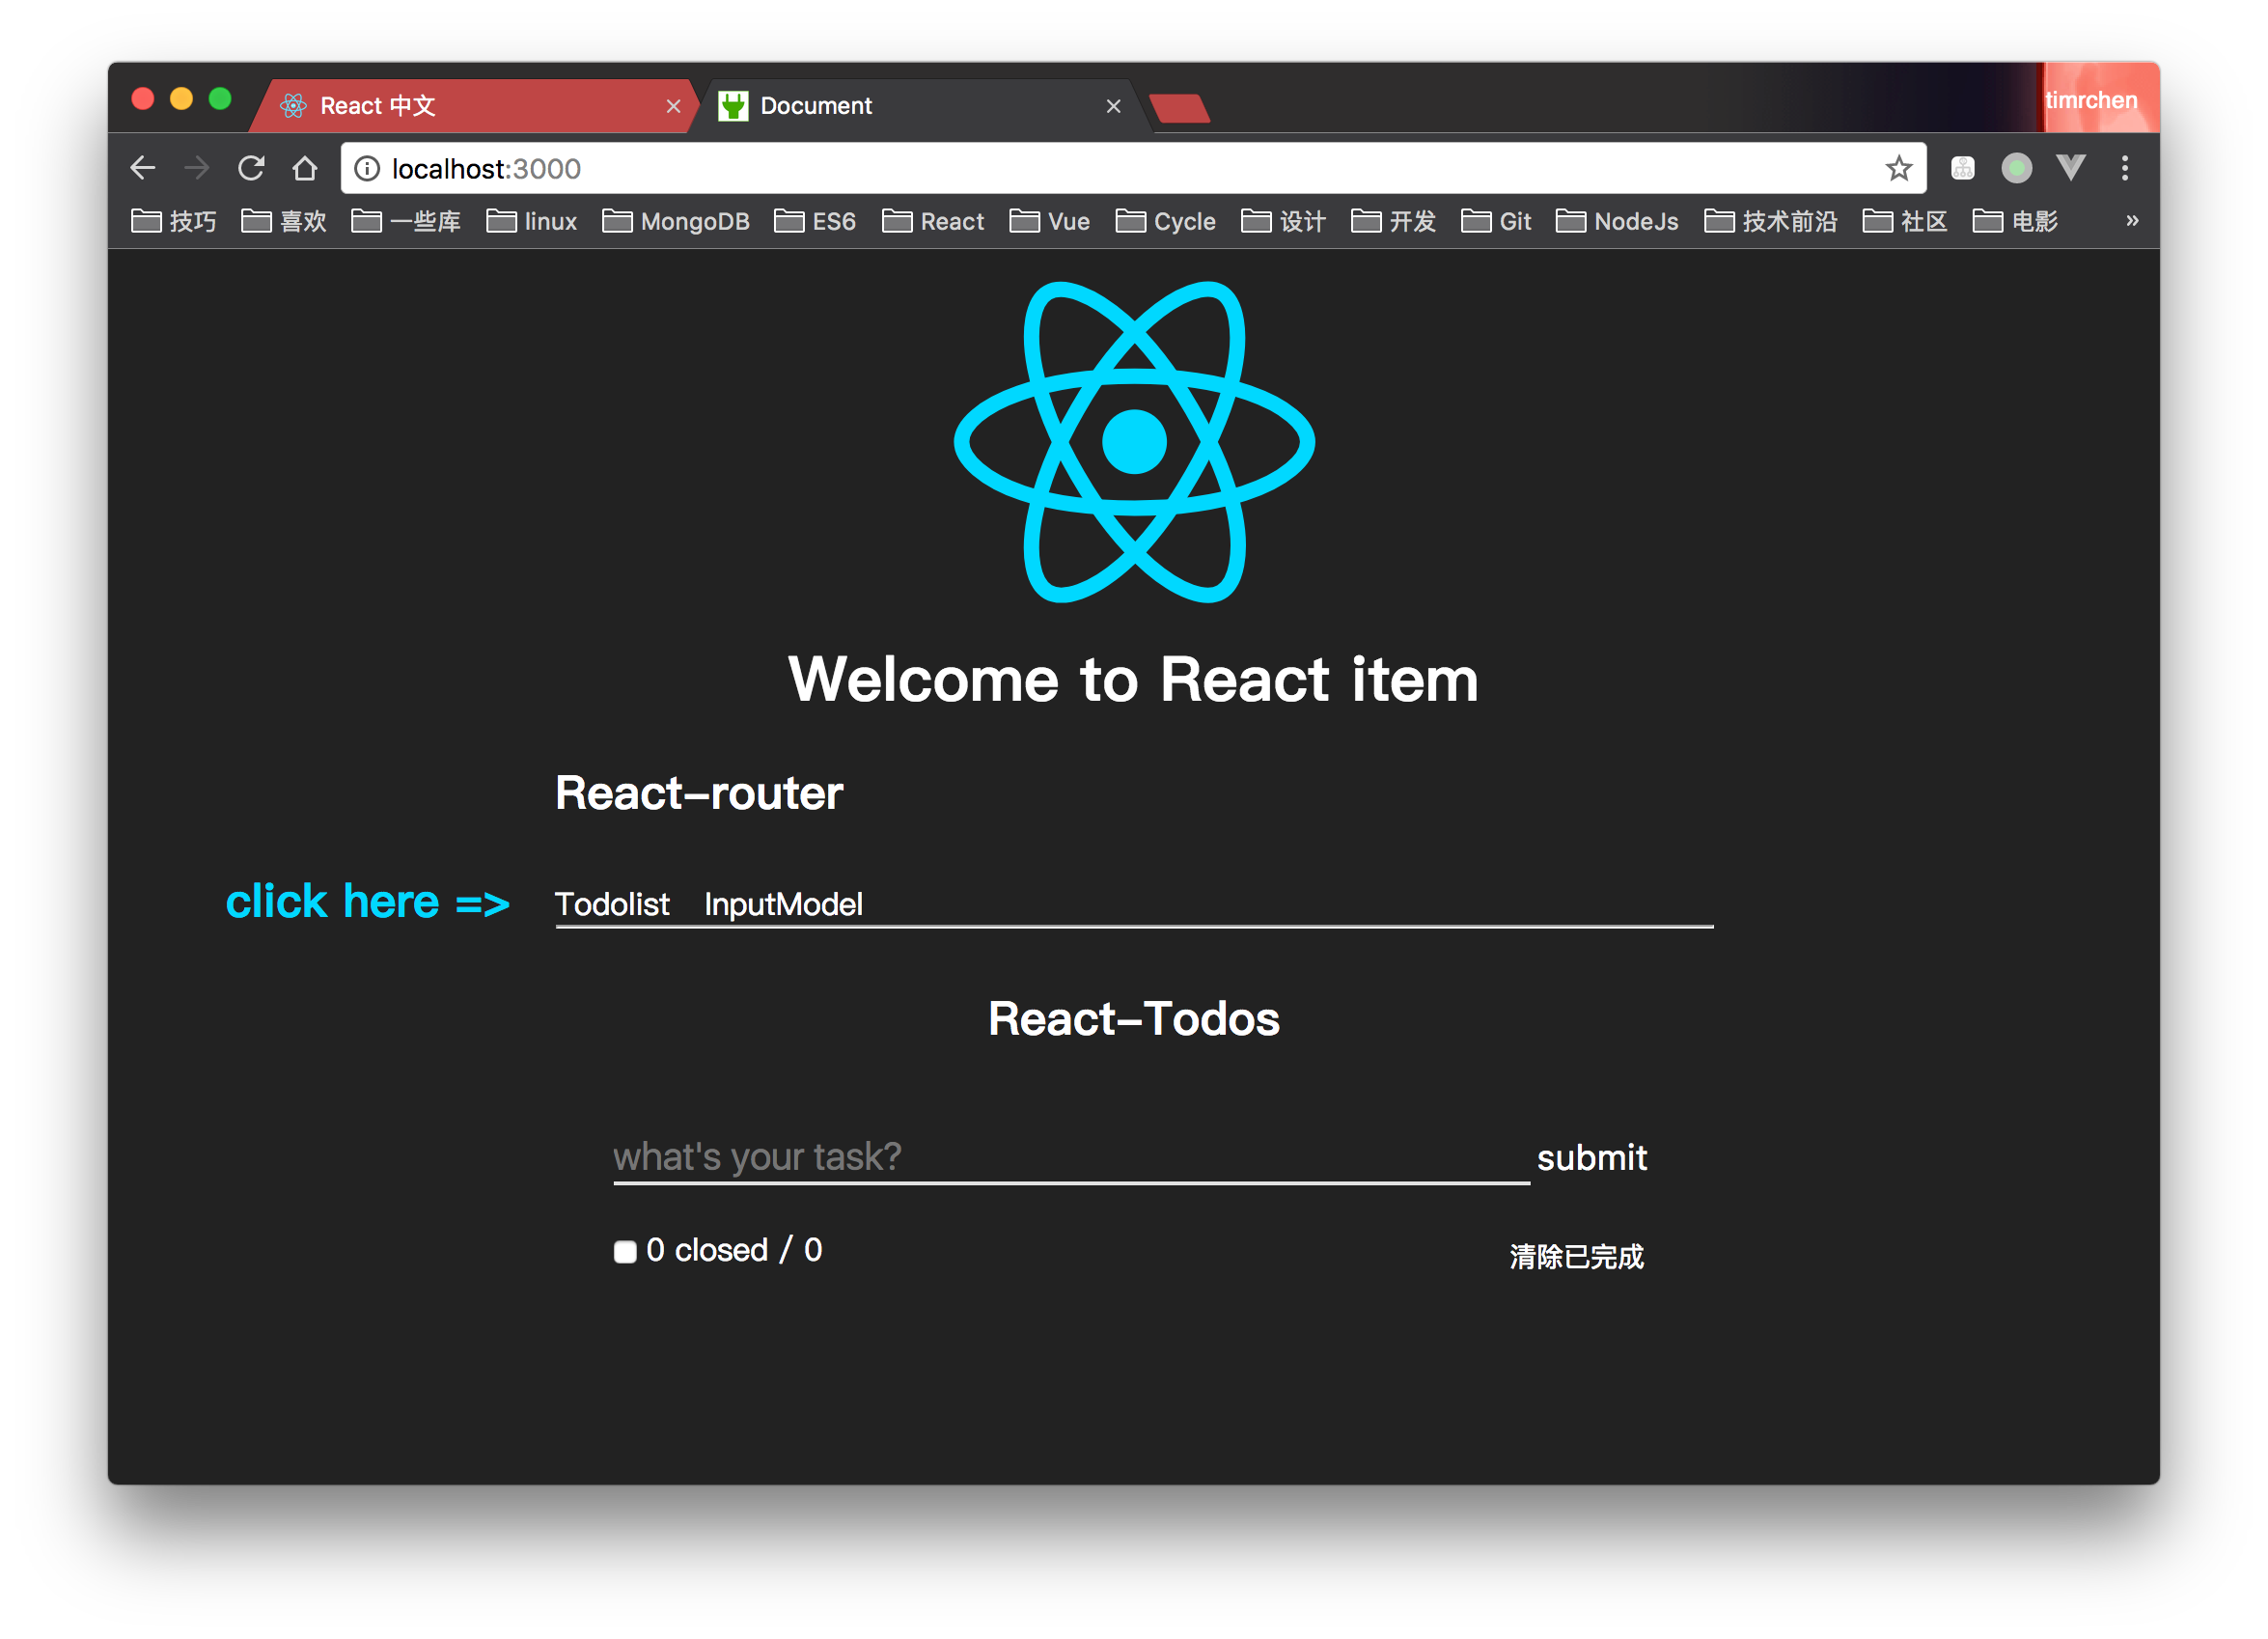 React 中文
Document
timrchen
localhost:3000
技巧 喜欢 一些库 linux MongoDB ES6 React Vue Cycle 设计 开发 Git NodeJs 技术前沿 社区 电影 »
Welcome to React item
React-router
click here => Todolist InputModel
React-Todos
what's your task? submit
0 closed / 0 清除已完成